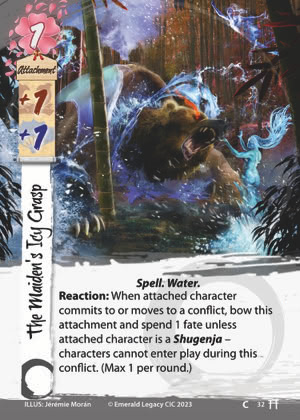 1
Attachment
+1
+1
The Maiden's Icy Grasp
Spell. Water.
Reaction: When attached character
commits to or moves to a conflict, bow this
attachment and spend 1 fate unless
attached character is a Shugenja –
characters cannot enter play during this
conflict. (Max 1 per round.)
ILLUS: Jérémie Morán © Emerald Legacy CIC 2023 C 32